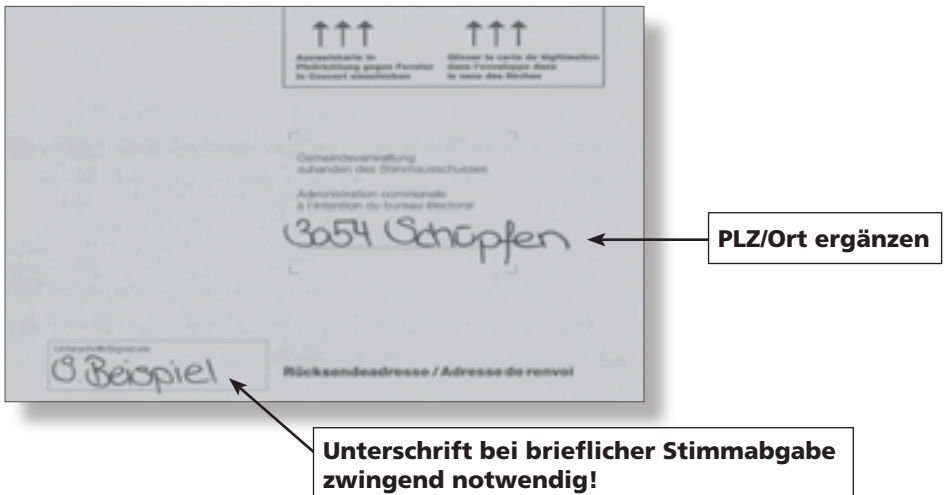 Ausweiskarte in
Pfeilrichtung gegen Fenster
in Couvert einschieben
Glisser la carte de légitimation
dans l'enveloppe dans
le sens des flèches
Gemeindeverwaltung
zuhanden des Stimmausschusses
Administration communale
à l'intention du bureau électoral
3054 Schüpfen
PLZ/Ort ergänzen
Unterschrift/Signature
S. Beispiel
Rücksendeadresse / Adresse de renvoi
Unterschrift bei brieflicher Stimmabgabe
zwingend notwendig!